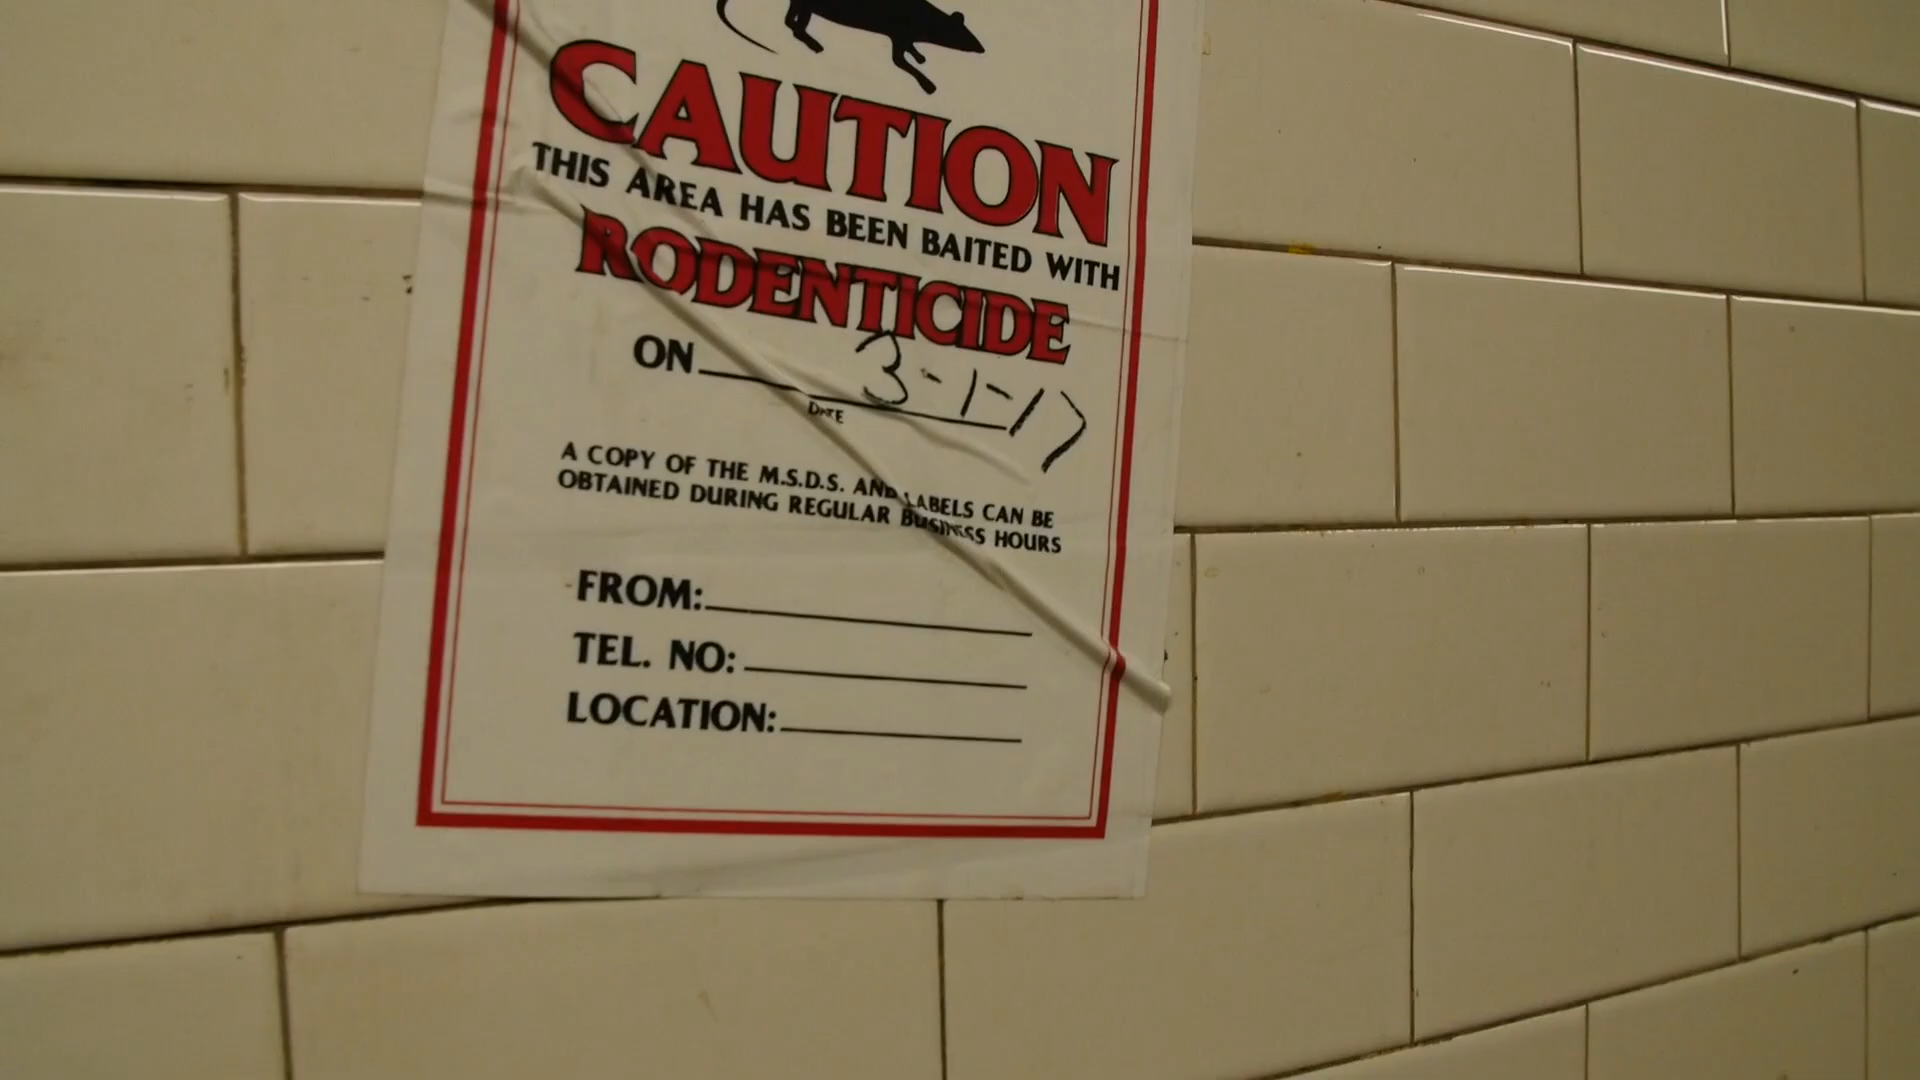 CAUTION
THIS AREA HAS BEEN BAITED WITH
RODENTICIDE
ON 3-1-17
DATE
A COPY OF THE M.S.D.S. AND LABELS CAN BE
OBTAINED DURING REGULAR BUSINESS HOURS
FROM:
TEL. NO:
LOCATION: